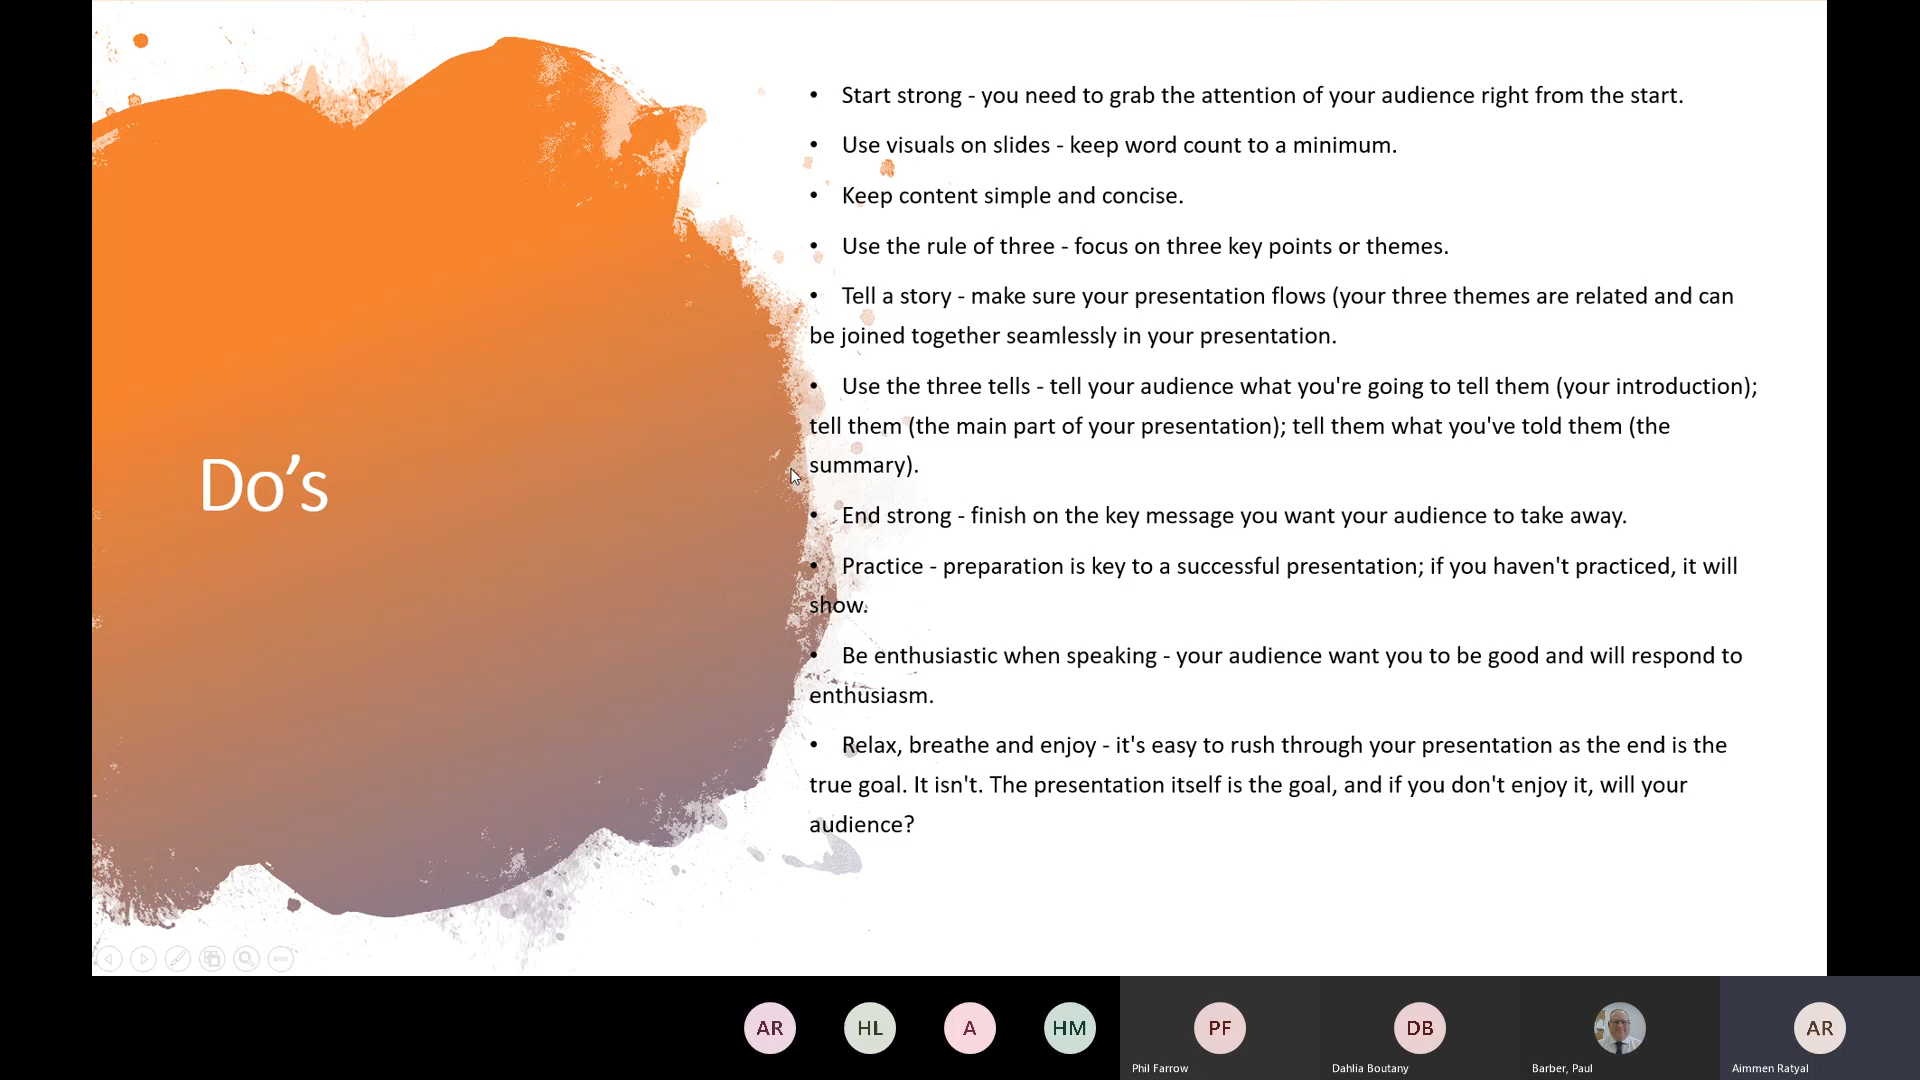 Do’s
• Start strong - you need to grab the attention of your audience right from the start.
• Use visuals on slides - keep word count to a minimum.
• Keep content simple and concise.
• Use the rule of three - focus on three key points or themes.
• Tell a story - make sure your presentation flows (your three themes are related and can
be joined together seamlessly in your presentation.
• Use the three tells - tell your audience what you're going to tell them (your introduction);
tell them (the main part of your presentation); tell them what you've told them (the
summary).
• End strong - finish on the key message you want your audience to take away.
• Practice - preparation is key to a successful presentation; if you haven't practiced, it will
show.
• Be enthusiastic when speaking - your audience want you to be good and will respond to
enthusiasm.
• Relax, breathe and enjoy - it's easy to rush through your presentation as the end is the
true goal. It isn't. The presentation itself is the goal, and if you don't enjoy it, will your
audience?
AR HL A HM PF DB AR
Phil Farrow Dahlia Boutany Barber, Paul Aimmen Ratyal